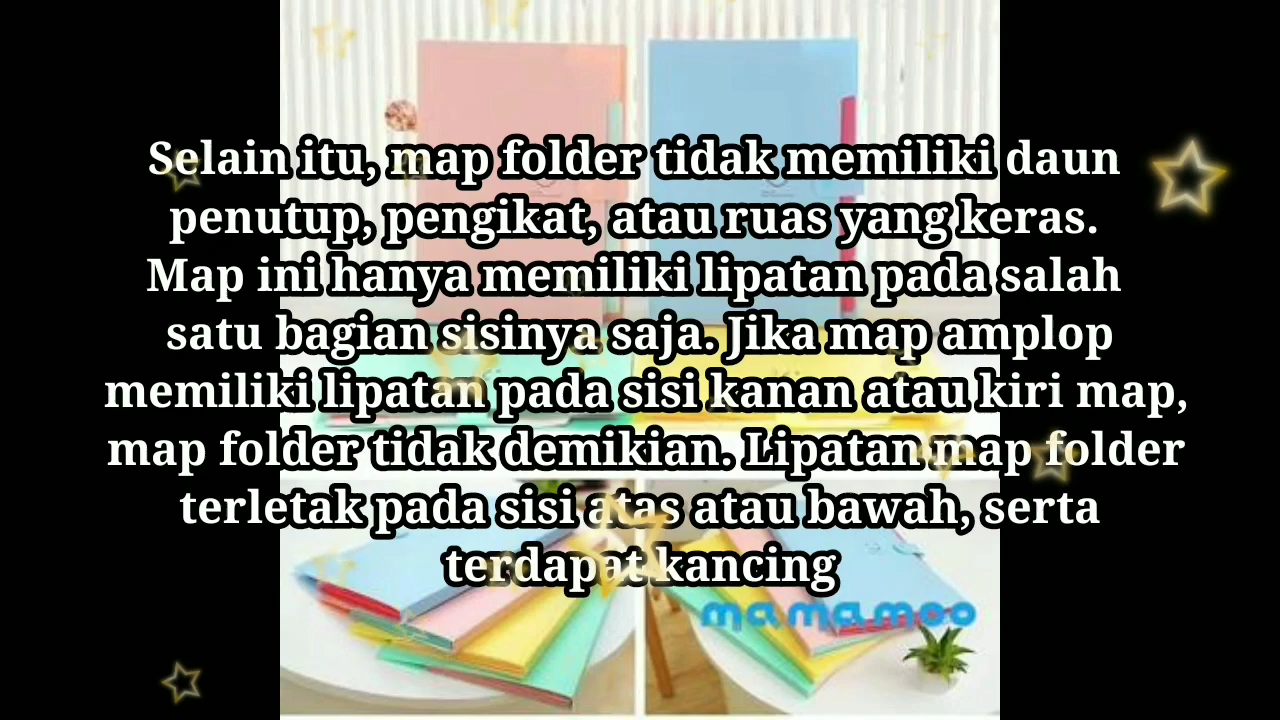 Selain itu, map folder tidak memiliki daun
penutup, pengikat, atau ruas yang keras.
Map ini hanya memiliki lipatan pada salah
satu bagian sisinya saja. Jika map amplop
memiliki lipatan pada sisi kanan atau kiri map,
map folder tidak demikian. Lipatan map folder
terletak pada sisi atas atau bawah, serta
terdapat kancing
mamamoo